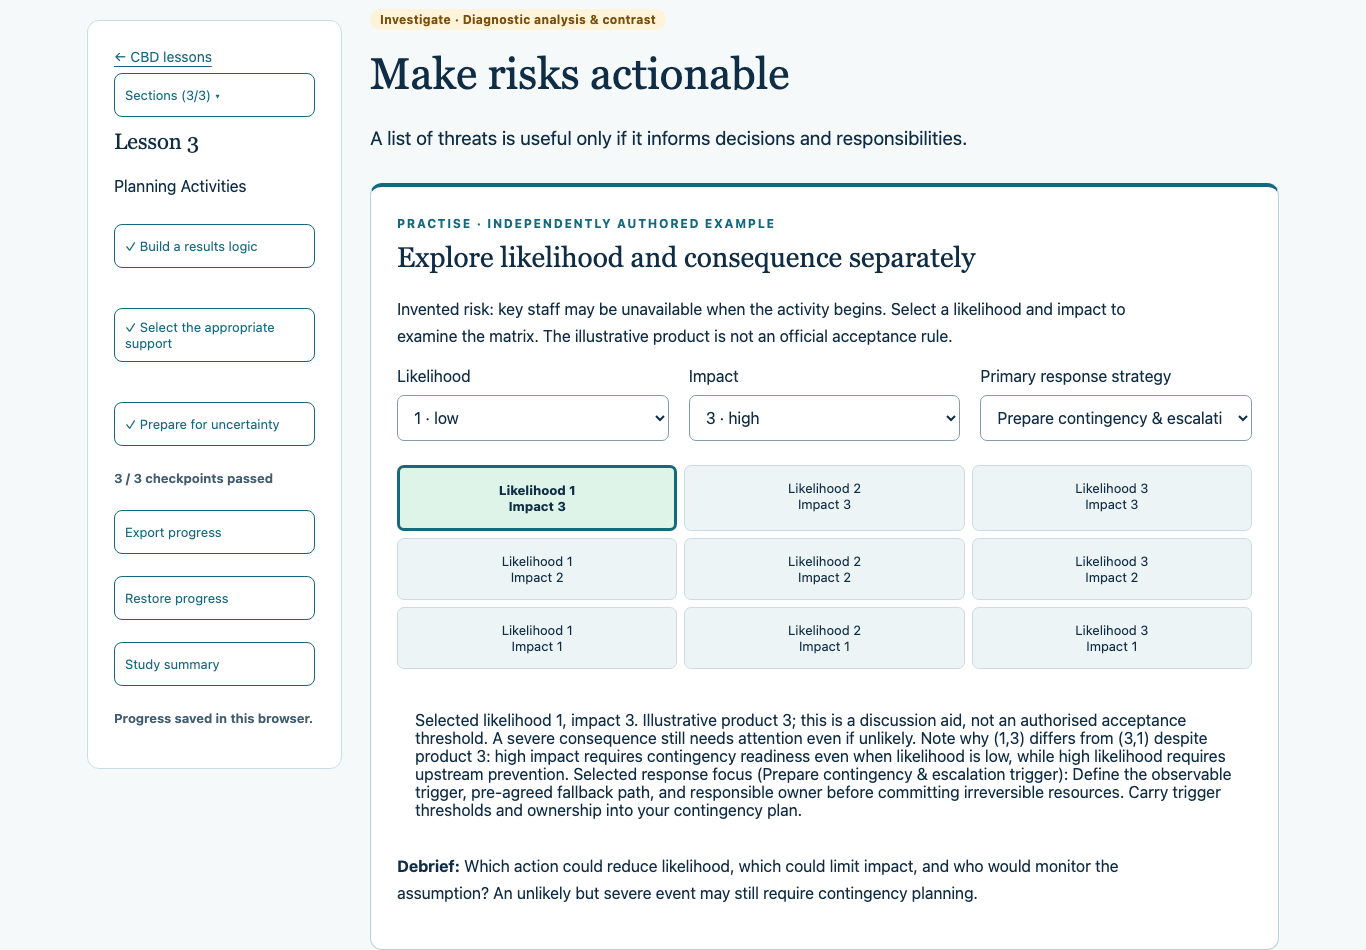 ← CBD lessons
Sections (3/3) ▾
Lesson 3
Planning Activities
✓ Build a results logic
✓ Select the appropriate
support
✓ Prepare for uncertainty
3 / 3 checkpoints passed
Export progress
Restore progress
Study summary
Progress saved in this browser.
Investigate · Diagnostic analysis & contrast
Make risks actionable
A list of threats is useful only if it informs decisions and responsibilities.
PRACTISE · INDEPENDENTLY AUTHORED EXAMPLE
Explore likelihood and consequence separately
Invented risk: key staff may be unavailable when the activity begins. Select a likelihood and impact to
examine the matrix. The illustrative product is not an official acceptance rule.
Likelihood
Impact
Primary response strategy
1 · low
3 · high
Prepare contingency & escalati
Likelihood 1
Impact 3
Likelihood 2
Impact 3
Likelihood 3
Impact 3
Likelihood 1
Impact 2
Likelihood 2
Impact 2
Likelihood 3
Impact 2
Likelihood 1
Impact 1
Likelihood 2
Impact 1
Likelihood 3
Impact 1
Selected likelihood 1, impact 3. Illustrative product 3; this is a discussion aid, not an authorised acceptance
threshold. A severe consequence still needs attention even if unlikely. Note why (1,3) differs from (3,1) despite
product 3: high impact requires contingency readiness even when likelihood is low, while high likelihood requires
upstream prevention. Selected response focus (Prepare contingency & escalation trigger): Define the observable
trigger, pre-agreed fallback path, and responsible owner before committing irreversible resources. Carry trigger
thresholds and ownership into your contingency plan.
Debrief: Which action could reduce likelihood, which could limit impact, and who would monitor the
assumption? An unlikely but severe event may still require contingency planning.